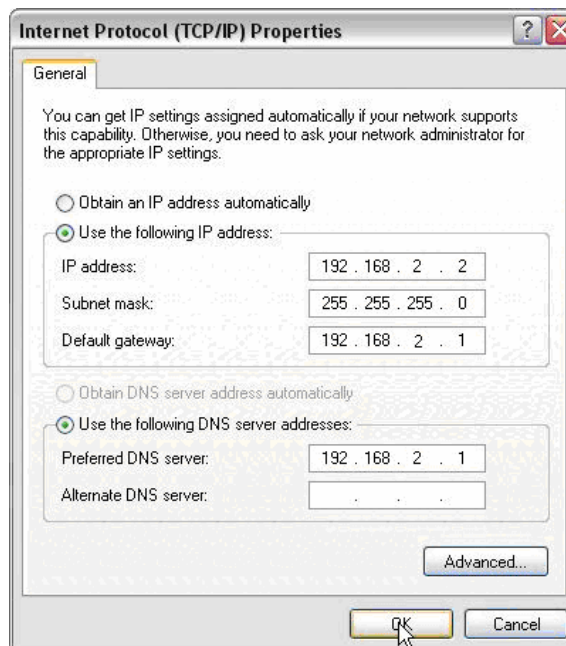 Internet Protocol (TCP/IP) Properties
?
General
You can get IP settings assigned automatically if your network supports
this capability. Otherwise, you need to ask your network administrator for
the appropriate IP settings.
Obtain an IP address automatically
Use the following IP address:
IP address: 192 . 168 . 2 . 2
Subnet mask: 255 . 255 . 255 . 0
Default gateway: 192 . 168 . 2 . 1
Obtain DNS server address automatically
Use the following DNS server addresses:
Preferred DNS server: 192 . 168 . 2 . 1
Alternate DNS server: . . .
Advanced...
OK Cancel